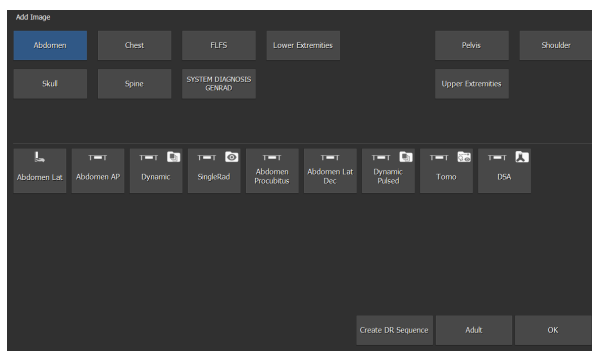 Add Image
Abdomen
Chest
FLFS
Lower Extremities
Pelvis
Shoulder
Skull
Spine
SYSTEM DIAGNOSIS
GENRAD
Upper Extremities
Abdomen Lat
Abdomen AP
Dynamic
SingleRad
Abdomen
Procubitus
Abdomen Lat
Dec
Dynamic
Pulsed
Tomo
DSA
Create DR Sequence
Adult
OK